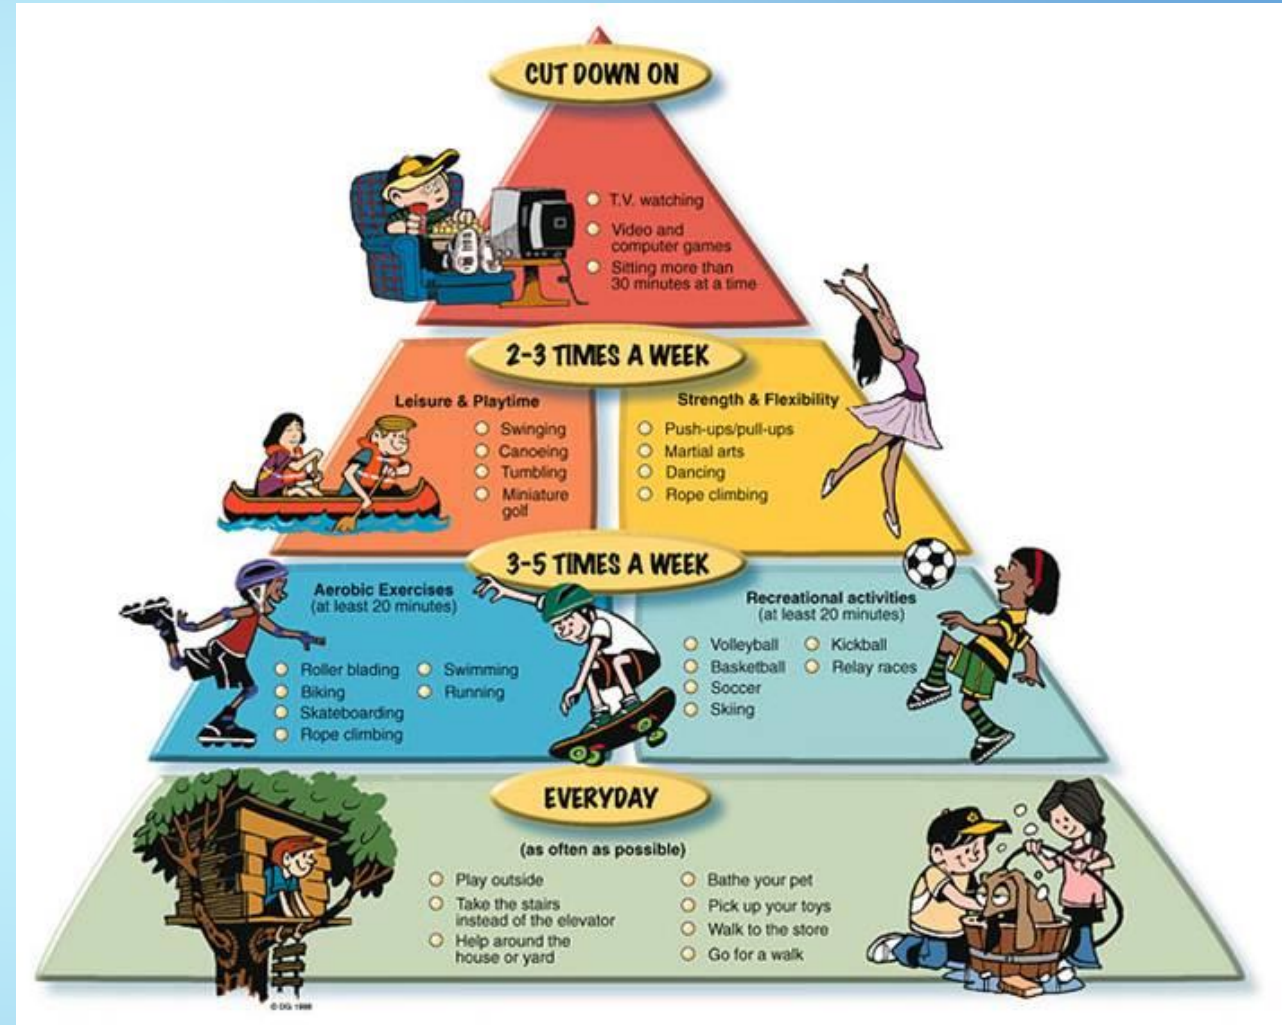 CUT DOWN ON
T.V. watching
Video and
computer games
Sitting more than
30 minutes at a time
2-3 TIMES A WEEK
Leisure & Playtime
Swinging
Canoeing
Tumbling
Miniature
golf
Strength & Flexibility
Push-ups/pull-ups
Martial arts
Dancing
Rope climbing
3-5 TIMES A WEEK
Aerobic Exercises
(at least 20 minutes)
Roller blading
Biking
Skateboarding
Rope climbing
Swimming
Running
Recreational activities
(at least 20 minutes)
Volleyball
Basketball
Soccer
Skiing
Kickball
Relay races
EVERYDAY
(as often as possible)
Play outside
Take the stairs
instead of the elevator
Help around the
house or yard
Bathe your pet
Pick up your toys
Walk to the store
Go for a walk